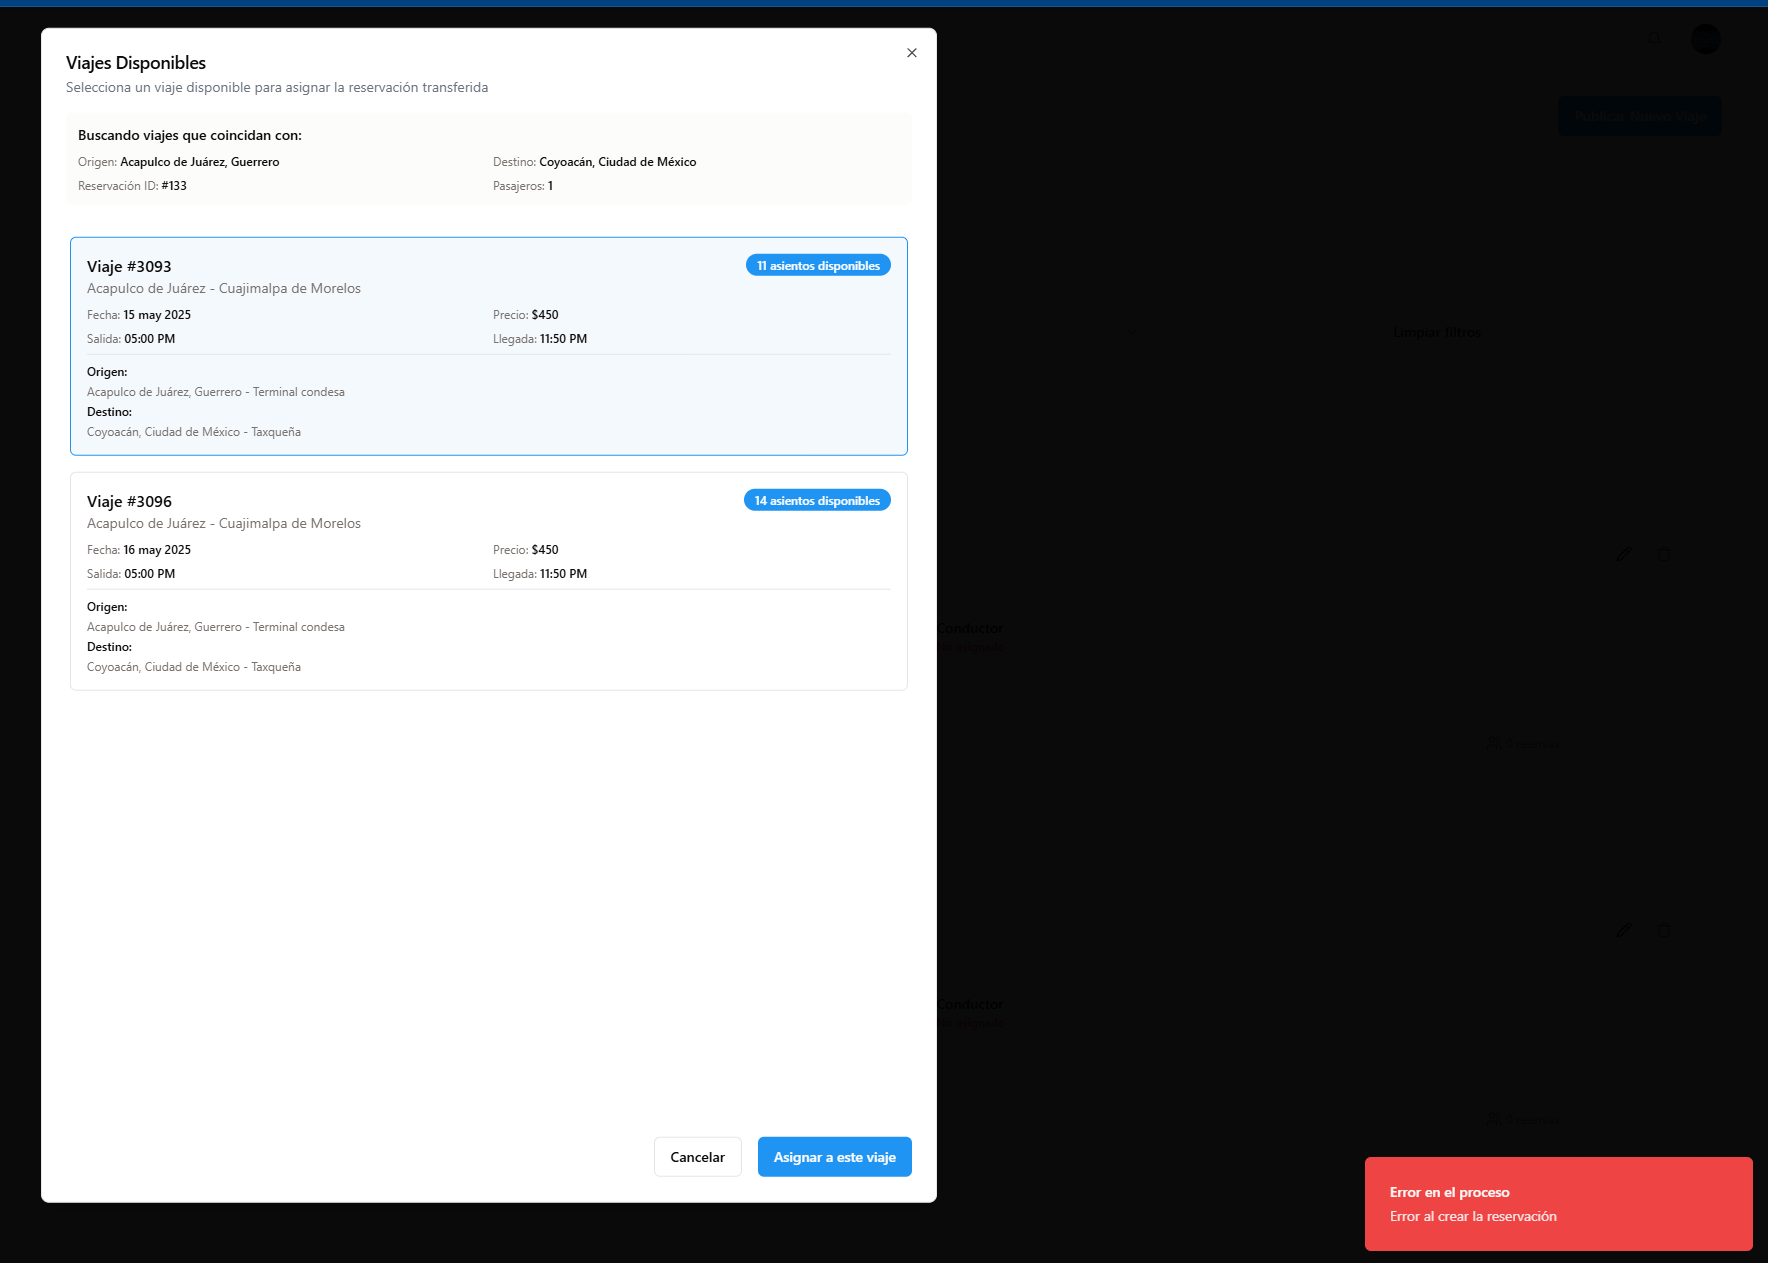 Viajes Disponibles
Selecciona un viaje disponible para asignar la reservación transferida
Buscando viajes que coincidan con:
Origen: Acapulco de Juárez, Guerrero
Destino: Coyoacán, Ciudad de México
Reservación ID: #133
Pasajeros: 1
Viaje #3093
11 asientos disponibles
Acapulco de Juárez - Cuajimalpa de Morelos
Fecha: 15 may 2025
Precio: $450
Salida: 05:00 PM
Llegada: 11:50 PM
Origen:
Acapulco de Juárez, Guerrero - Terminal condesa
Destino:
Coyoacán, Ciudad de México - Taxqueña
Viaje #3096
14 asientos disponibles
Acapulco de Juárez - Cuajimalpa de Morelos
Fecha: 16 may 2025
Precio: $450
Salida: 05:00 PM
Llegada: 11:50 PM
Origen:
Acapulco de Juárez, Guerrero - Terminal condesa
Destino:
Coyoacán, Ciudad de México - Taxqueña
Cancelar
Asignar a este viaje
Publicar Nuevo Viaje
Limpiar filtros
Conductor
Conductor
Error en el proceso
Error al crear la reservación